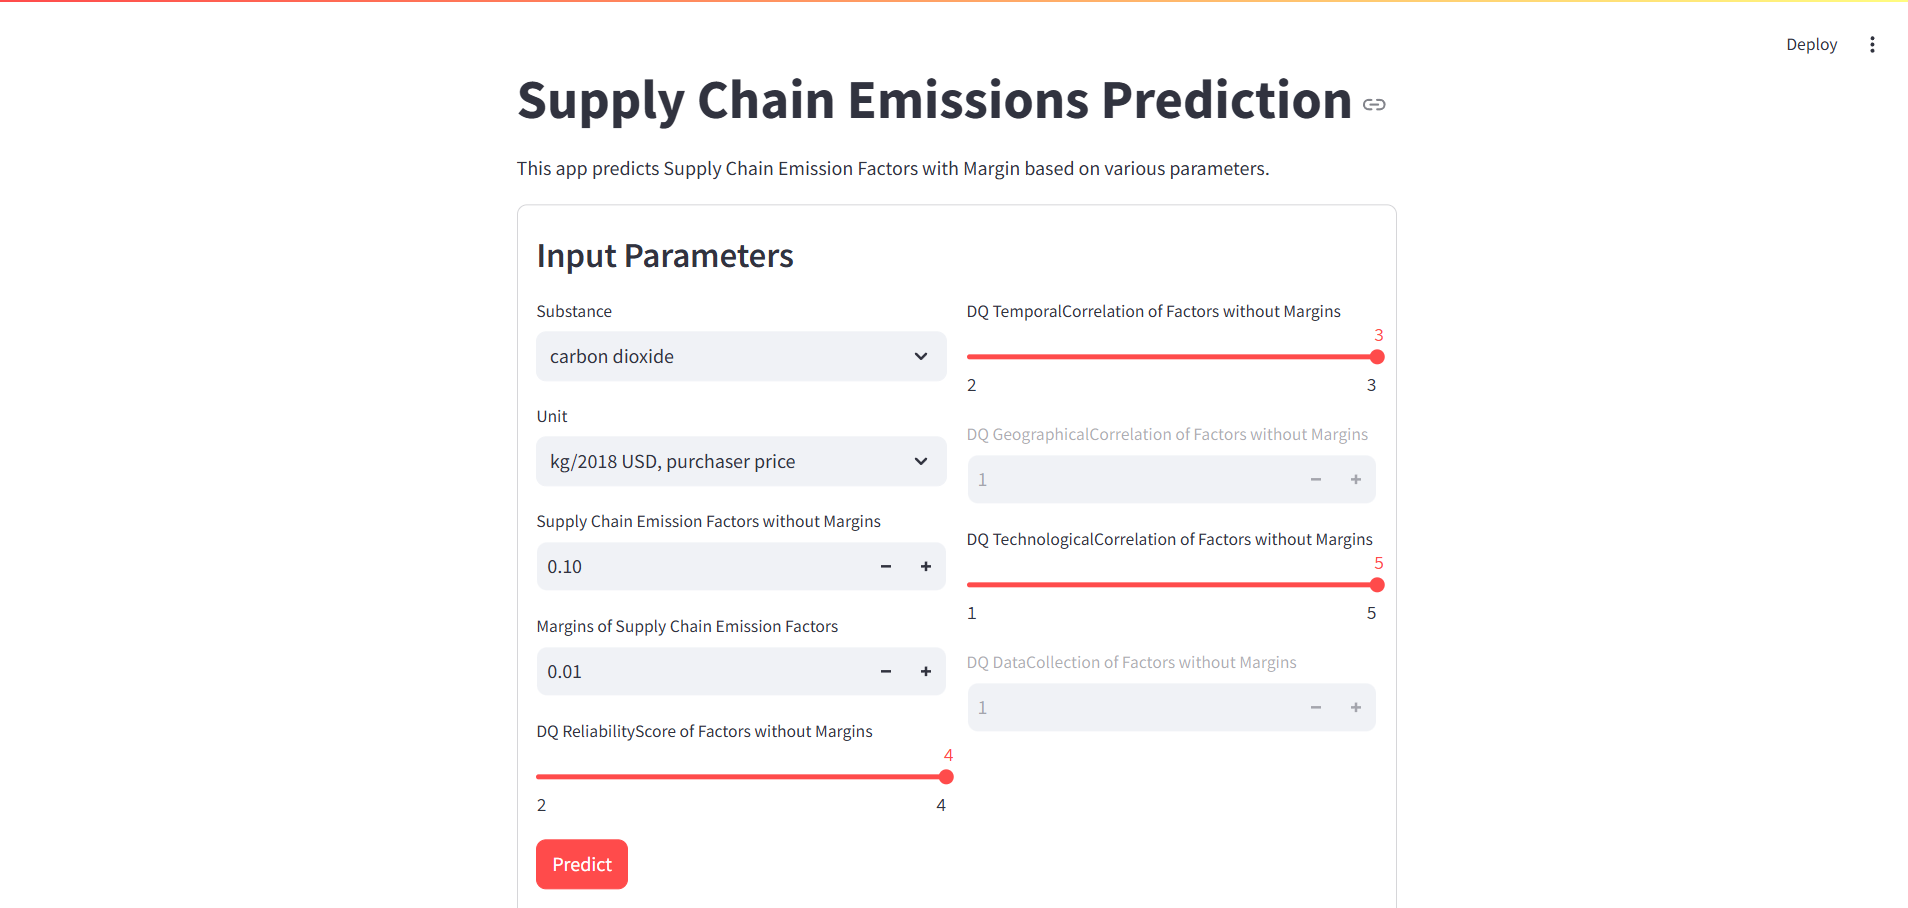 Deploy
Supply Chain Emissions Prediction
This app predicts Supply Chain Emission Factors with Margin based on various parameters.
Input Parameters
Substance
carbon dioxide
Unit
kg/2018 USD, purchaser price
Supply Chain Emission Factors without Margins
0.10
Margins of Supply Chain Emission Factors
0.01
DQ ReliabilityScore of Factors without Margins
4
2 4
DQ TemporalCorrelation of Factors without Margins
3
2 3
DQ GeographicalCorrelation of Factors without Margins
1
DQ TechnologicalCorrelation of Factors without Margins
5
1 5
DQ DataCollection of Factors without Margins
1
Predict